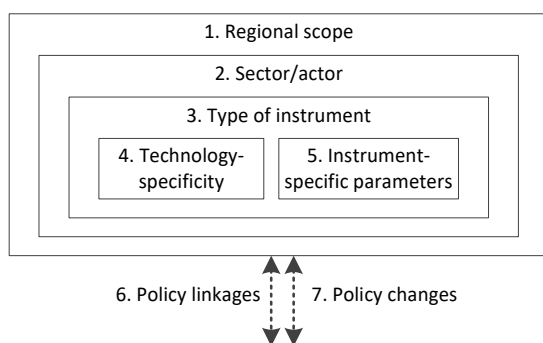 1. Regional scope
2. Sector/actor
3. Type of instrument
4. Technology-
specificity
5. Instrument-
specific parameters
6. Policy linkages
7. Policy changes